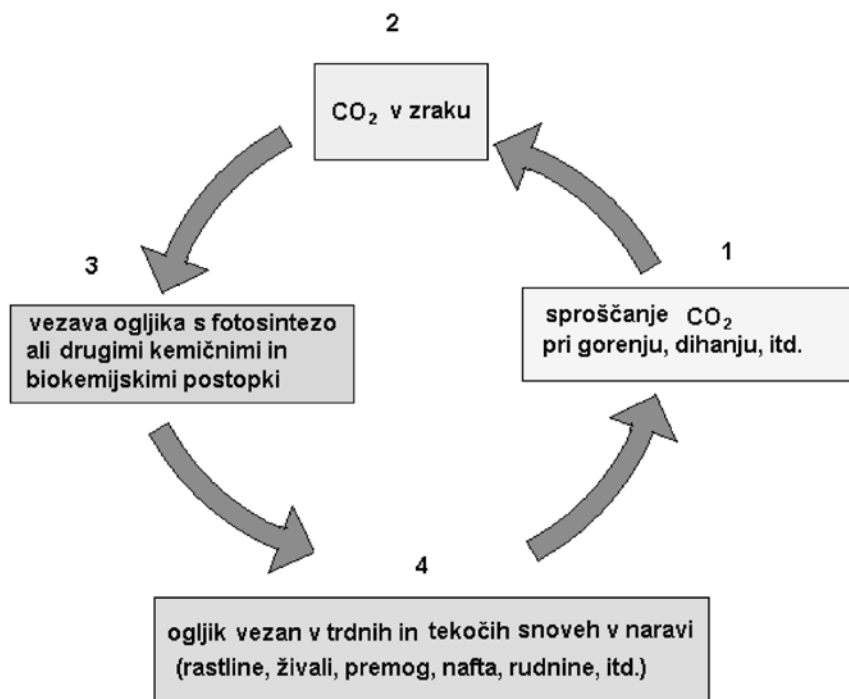 2
CO₂ v zraku
3
vezava ogljika s fotosintezo
ali drugimi kemičnimi in
biokemijskimi postopki
1
sproščanje CO₂
pri gorenju, dihanju, itd.
4
ogljik vezan v trdnih in tekočih snoveh v naravi
(rastline, živali, premog, nafta, rudnine, itd.)